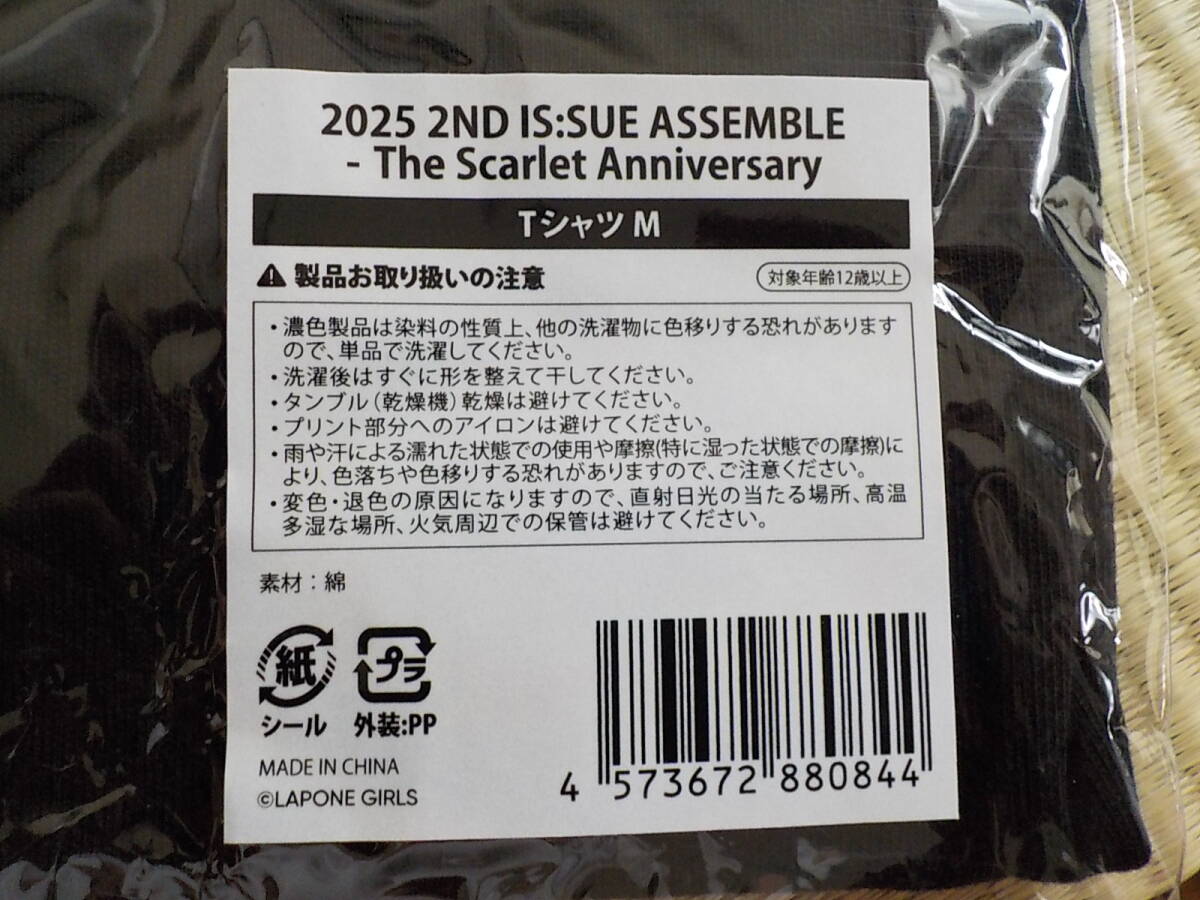 2025 2ND IS:SUE ASSEMBLE
- The Scarlet Anniversary
Tシャツ M
製品お取り扱いの注意
対象年齢12歳以上
・濃色製品は染料の性質上、他の洗濯物に色移りする恐れがあります
ので、単品で洗濯してください。
・洗濯後はすぐに形を整えて干してください。
・タンブル(乾燥機)乾燥は避けてください。
・プリント部分へのアイロンは避けてください。
・雨や汗による濡れた状態での使用や摩擦(特に湿った状態での摩擦)に
より、色落ちや色移りする恐れがありますので、ご注意ください。
・変色・退色の原因になりますので、直射日光の当たる場所、高温
多湿な場所、火気周辺での保管は避けてください。
素材：綿
紙
プラ
シール
外装:PP
MADE IN CHINA
©LAPONE GIRLS
4 573672 880844